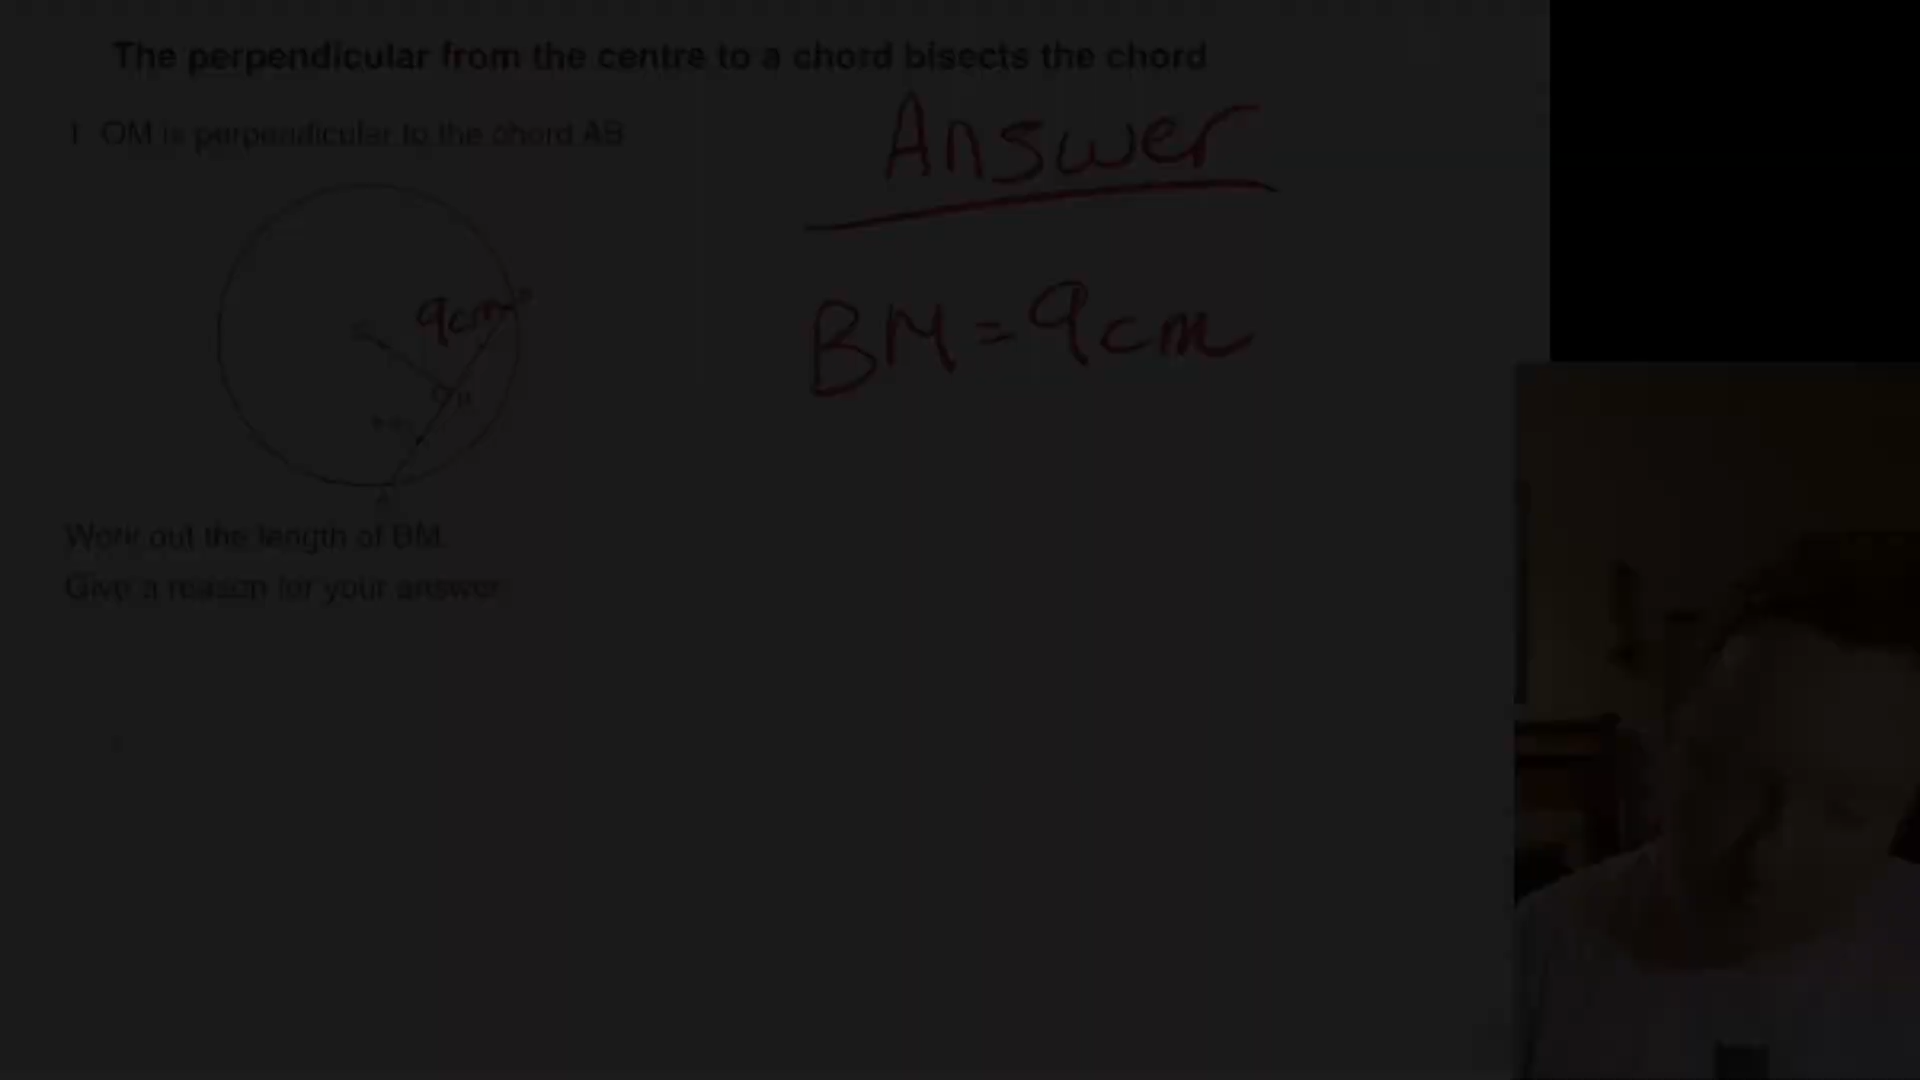 The perpendicular from the centre to a chord bisects the chord
1 OM is perpendicular to the chord AB
Answer
9cm
BM = 9cm
O
M
Work out the length of BM
Give a reason for your answer